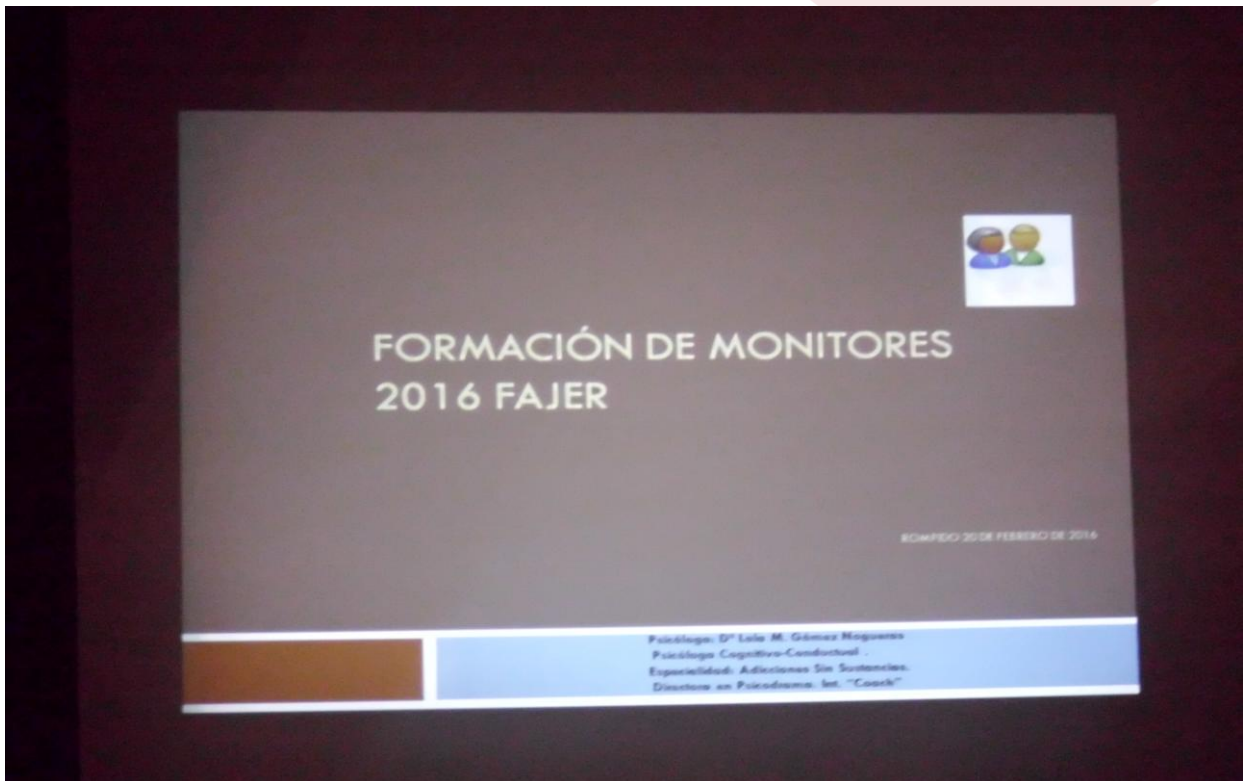 FORMACIÓN DE MONITORES
2016 FAJER
ROMPIDO 20 DE FEBRERO DE 2016
Psicóloga: Dª Lola M. Gómez Nogueras
Psicóloga Cognitivo-Conductual .
Especialidad: Adicciones Sin Sustancias.
Directora en Psicodrama. Int. "Coach"